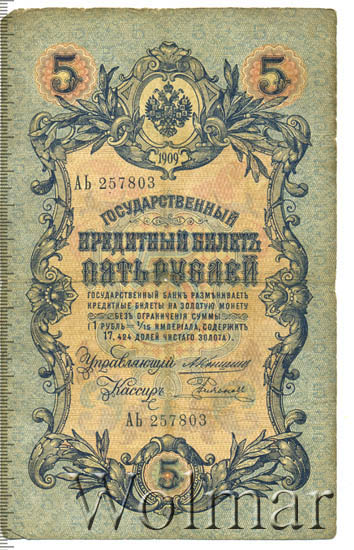 5 5
1909
АЬ 257803
ГОСУДАРСТВЕННЫЙ
КРЕДИТНЫЙ БИЛЕТЪ
ПЯТЬ РУБЛЕЙ
ГОСУДАРСТВЕННЫЙ БАНКЪ РАЗМѢНИВАЕТЪ
КРЕДИТНЫЕ БИЛЕТЫ НА ЗОЛОТУЮ МОНЕТУ
БЕЗЪ ОГРАНИЧЕНІЯ СУММЫ
(1 РУБЛЬ = 1/15 ИМПЕРІАЛА, СОДЕРЖИТЪ
17,424 ДОЛЕЙ ЧИСТАГО ЗОЛОТА).
Управляющій
Кассиръ
АЬ 257803
5
Wolmar